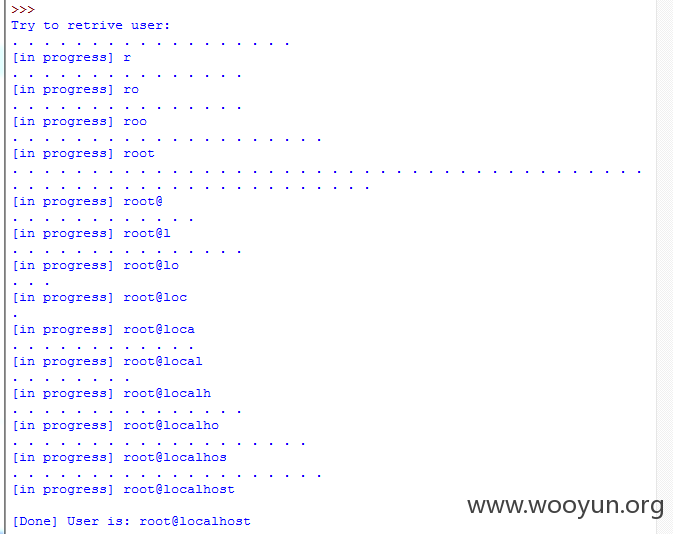 >>>
Try to retrive user:
. . . . . . . . . . . . . . . . . .
[in progress] r
. . . . . . . . . . . . . . .
[in progress] ro
. . . . . . . . . . . . . . .
[in progress] roo
. . . . . . . . . . . . . . . . . . . .
[in progress] root
. . . . . . . . . . . . . . . . . . . . . . . . . . . . . . . . . . . . . . . .
. . . . . . . . . . . . . . . . . . . . . . .
[in progress] root@
. . . . . . . . . . . .
[in progress] root@l
. . . . . . . . . . . . . . .
[in progress] root@lo
. . .
[in progress] root@loc
.
[in progress] root@loca
. . . . . . . . . . . .
[in progress] root@local
. . . . . . . .
[in progress] root@localh
. . . . . . . . . . . . . . .
[in progress] root@localho
. . . . . . . . . . . . . . . . . . .
[in progress] root@localhos
. . . . . . . . . . . . . . . . . . . .
[in progress] root@localhost
[Done] User is: root@localhost
www.wooyun.org